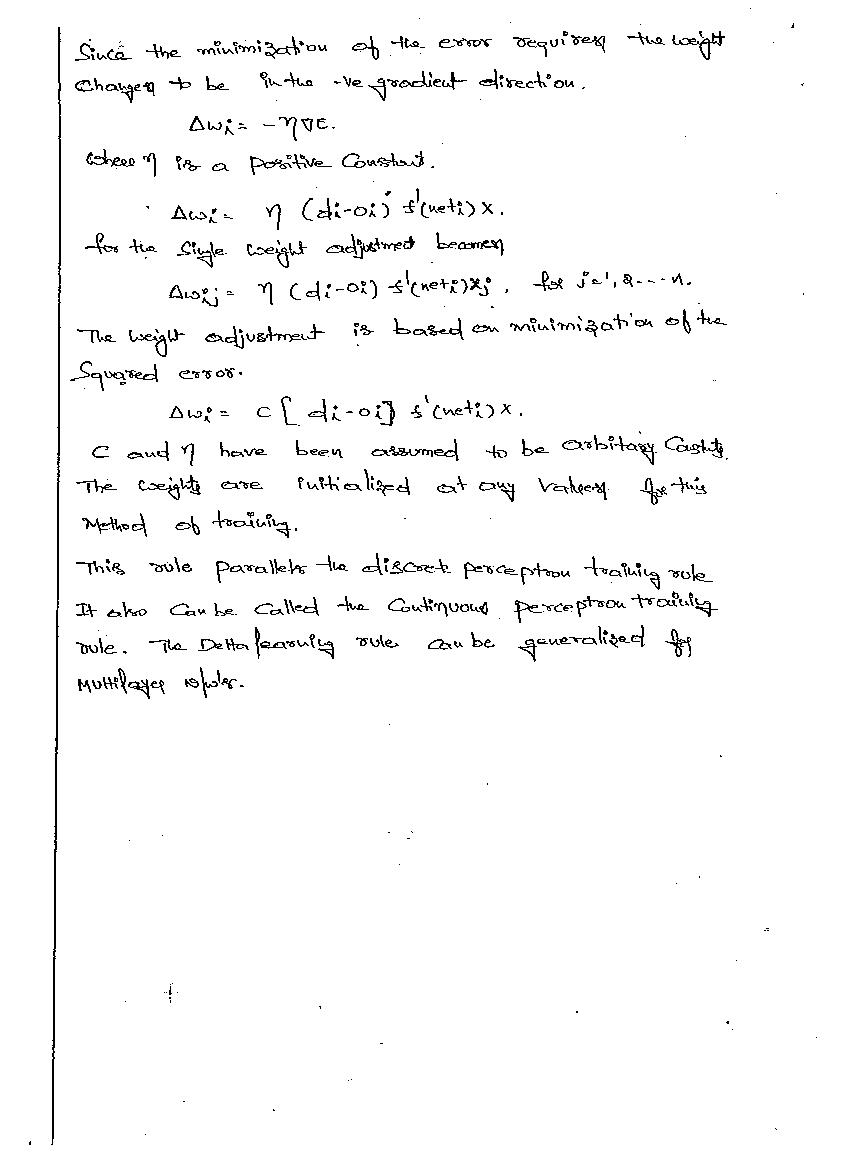 Since the minimization of the error requires the weight
Changes to be in the -ve gradient direction.
Δwi = -η∇E.
where η is a positive Constant.
Δwi = η (di-oi) f'(neti) X.
for the Single weight adjustmet becomes
Δwij = η (di-oi) f'(neti)xj, for j=1,2---n.
The weight adjustment is based on minimization of the
Squared error.
Δwi = C[di-oi] f'(neti) X.
C and η have been assumed to be arbitary
The weights are initialized at any Values for this
Method of training.
This rule parallels the discrete perceptron training rule
It also Can be Called the Continuous perceptron training
rule. The Delta learning rule can be generalized for
Multilayer n/ws.